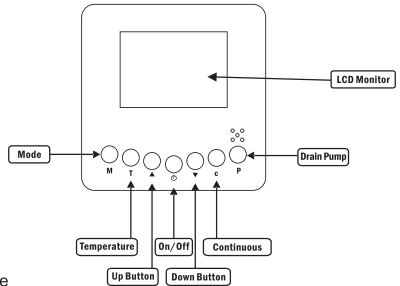 LCD Monitor
Mode
Drain Pump
M T ▲ ⏻ ▼ c P
Temperature
On/Off
Continuous
Up Button
Down Button
e